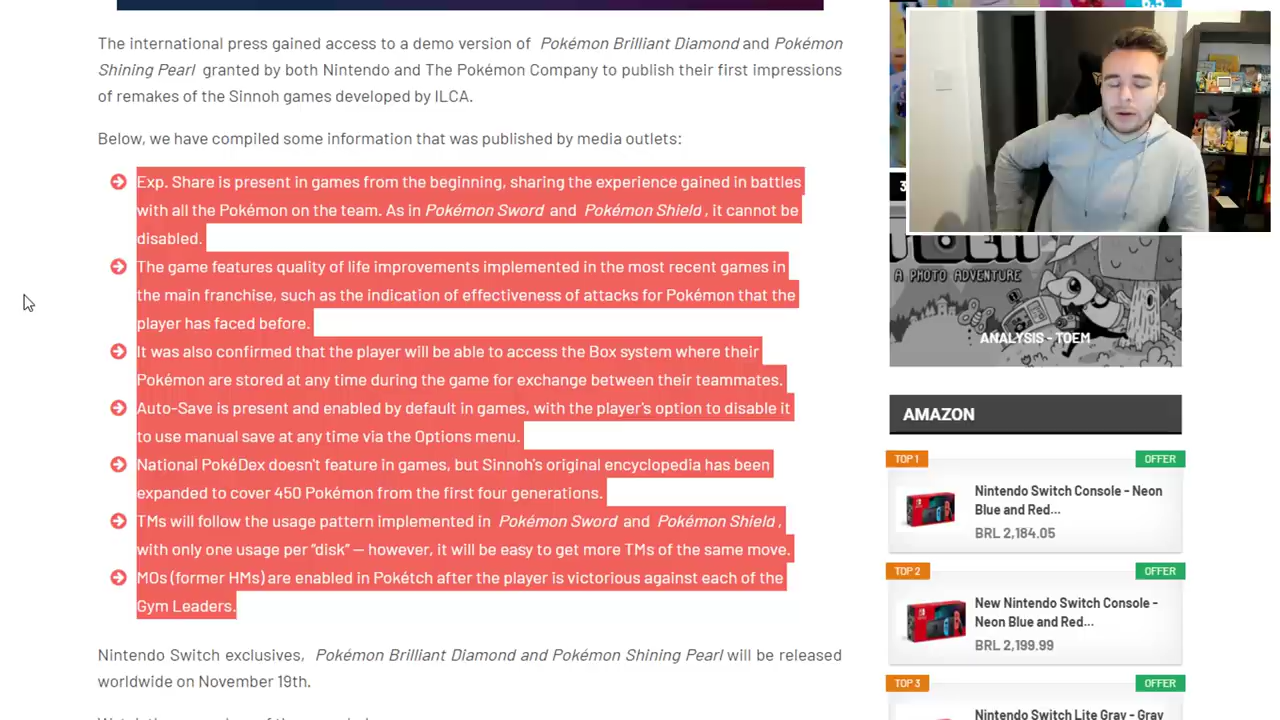 The international press gained access to a demo version of Pokémon Brilliant Diamond and Pokémon
Shining Pearl granted by both Nintendo and The Pokémon Company to publish their first impressions
of remakes of the Sinnoh games developed by ILCA.
Below, we have compiled some information that was published by media outlets:
Exp. Share is present in games from the beginning, sharing the experience gained in battles
with all the Pokémon on the team. As in Pokémon Sword and Pokémon Shield , it cannot be
disabled.
The game features quality of life improvements implemented in the most recent games in
the main franchise, such as the indication of effectiveness of attacks for Pokémon that the
player has faced before.
It was also confirmed that the player will be able to access the Box system where their
Pokémon are stored at any time during the game for exchange between their teammates.
Auto-Save is present and enabled by default in games, with the player's option to disable it
to use manual save at any time via the Options menu.
National PokéDex doesn't feature in games, but Sinnoh's original encyclopedia has been
expanded to cover 450 Pokémon from the first four generations.
TMs will follow the usage pattern implemented in Pokémon Sword and Pokémon Shield ,
with only one usage per “disk” — however, it will be easy to get more TMs of the same move.
MOs (former HMs) are enabled in Pokétch after the player is victorious against each of the
Gym Leaders.
Nintendo Switch exclusives, Pokémon Brilliant Diamond and Pokémon Shining Pearl will be released
worldwide on November 19th.
A PHOTO ADVENTURE
ANALYSIS - TOEM
AMAZON
TOP 1
OFFER
Nintendo Switch Console - Neon
Blue and Red...
BRL 2,184.05
TOP 2
OFFER
New Nintendo Switch Console -
Neon Blue and Red...
BRL 2,199.99
TOP 3
OFFER
Nintendo Switch Lite Gray - Gray